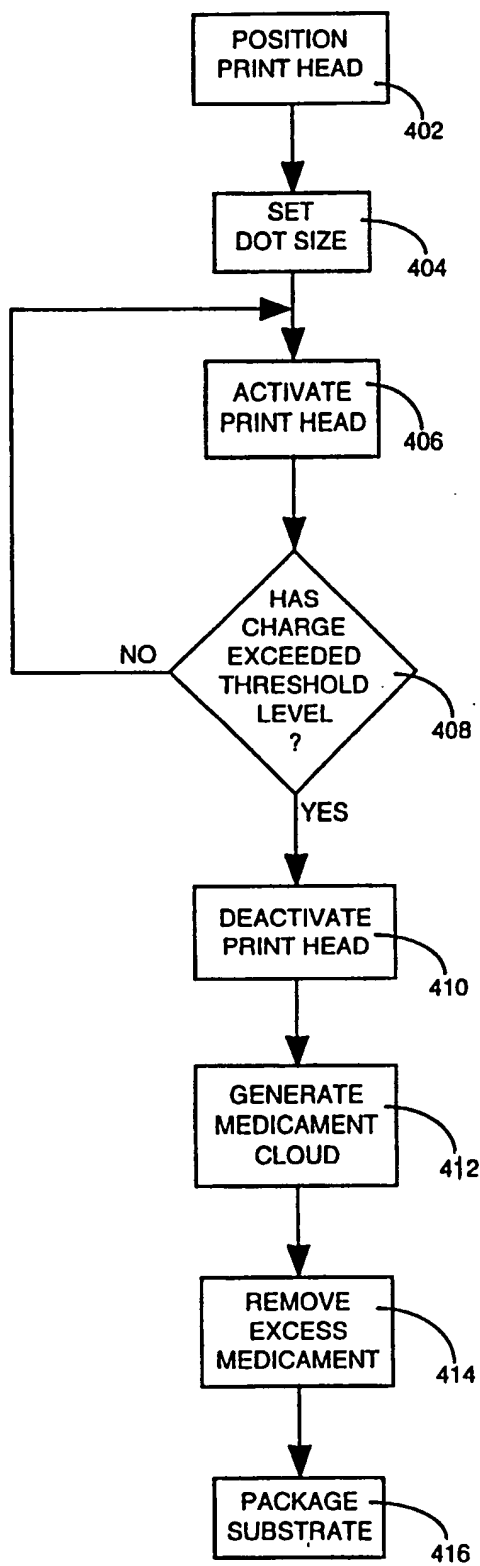 POSITION
PRINT HEAD
402
SET
DOT SIZE
404
ACTIVATE
PRINT HEAD
406
HAS
CHARGE
EXCEEDED
THRESHOLD
LEVEL
?
NO
408
YES
DEACTIVATE
PRINT HEAD
410
GENERATE
MEDICAMENT
CLOUD
412
REMOVE
EXCESS
MEDICAMENT
414
PACKAGE
SUBSTRATE
416